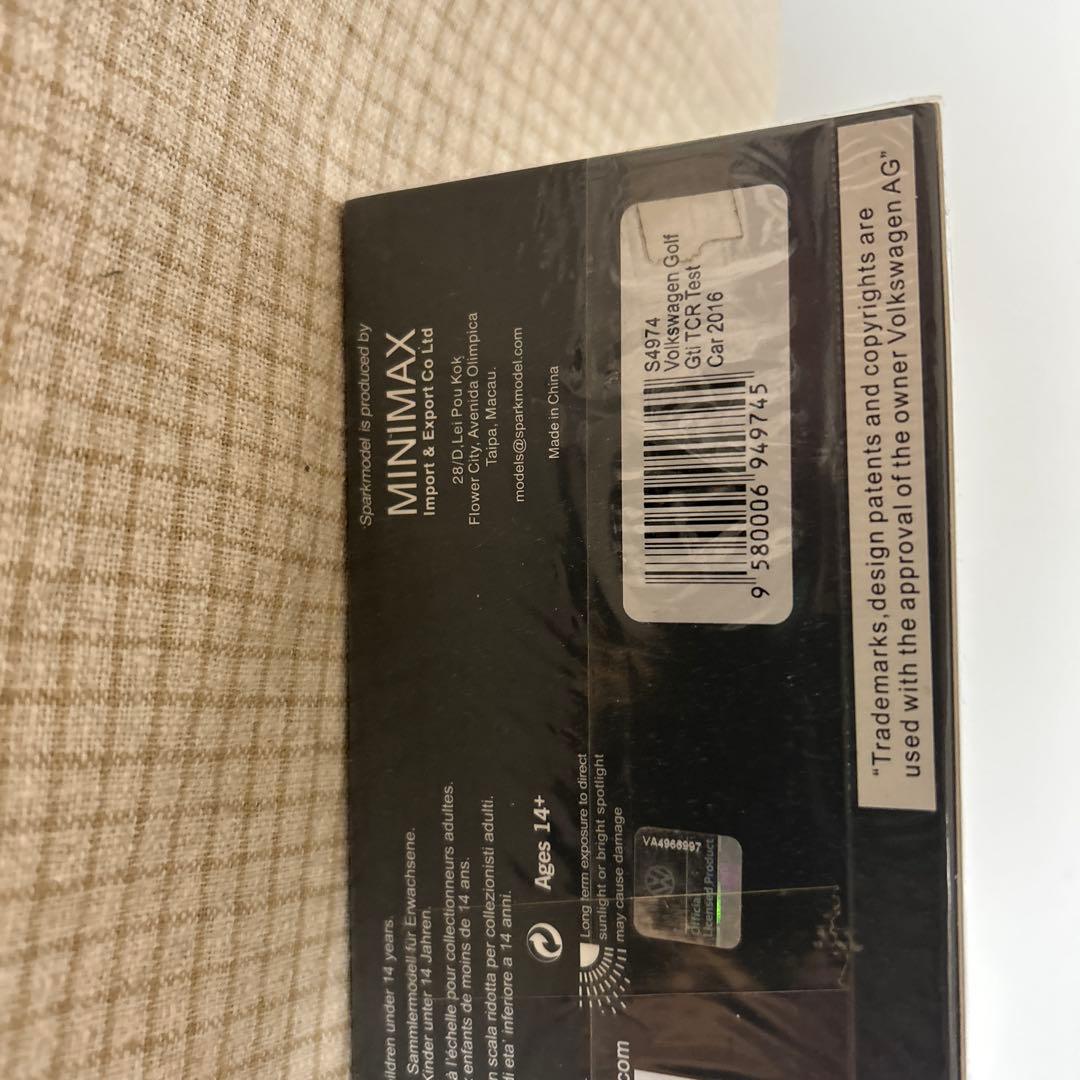 Sparkmodel is produced by
MINIMAX
Import & Export Co Ltd
28/D,Lei Pou Kok
Flower City, Avenida Olimpica
Taipa, Macau.
models@sparkmodel.com
Made in China
S4974
Volkswagen Golf
Gti TCR Test
Car 2016
9 580006 949745
"Trademarks,design patents and copyrights are
used with the approval of the owner Volkswagen AG"
under 14 years.
Sammlermodell für Erwachsene.
Kinder unter 14 Jahren.
à l'échelle pour collectionneurs adultes.
enfants de moins de 14 ans.
scala ridotta per collezionisti adulti.
di eta' inferiore a 14 anni.
Ages 14+
Long term exposure to direct
sunlight or bright spotlight
may cause damage
VA4966997
Official
Licensed Product
com